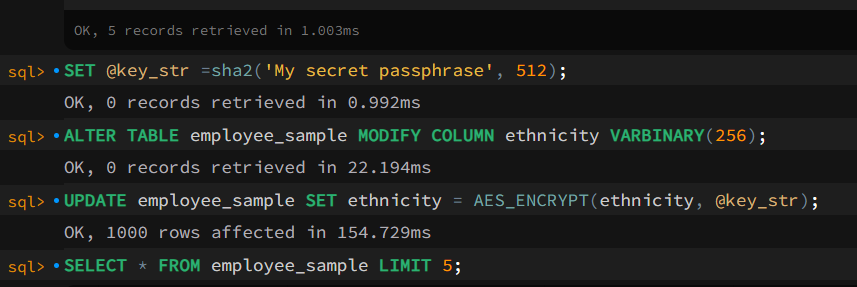 OK, 5 records retrieved in 1.003ms
sql> SET @key_str =sha2('My secret passphrase', 512);
OK, 0 records retrieved in 0.992ms
sql> ALTER TABLE employee_sample MODIFY COLUMN ethnicity VARBINARY(256);
OK, 0 records retrieved in 22.194ms
sql> UPDATE employee_sample SET ethnicity = AES_ENCRYPT(ethnicity, @key_str);
OK, 1000 rows affected in 154.729ms
sql> SELECT * FROM employee_sample LIMIT 5;